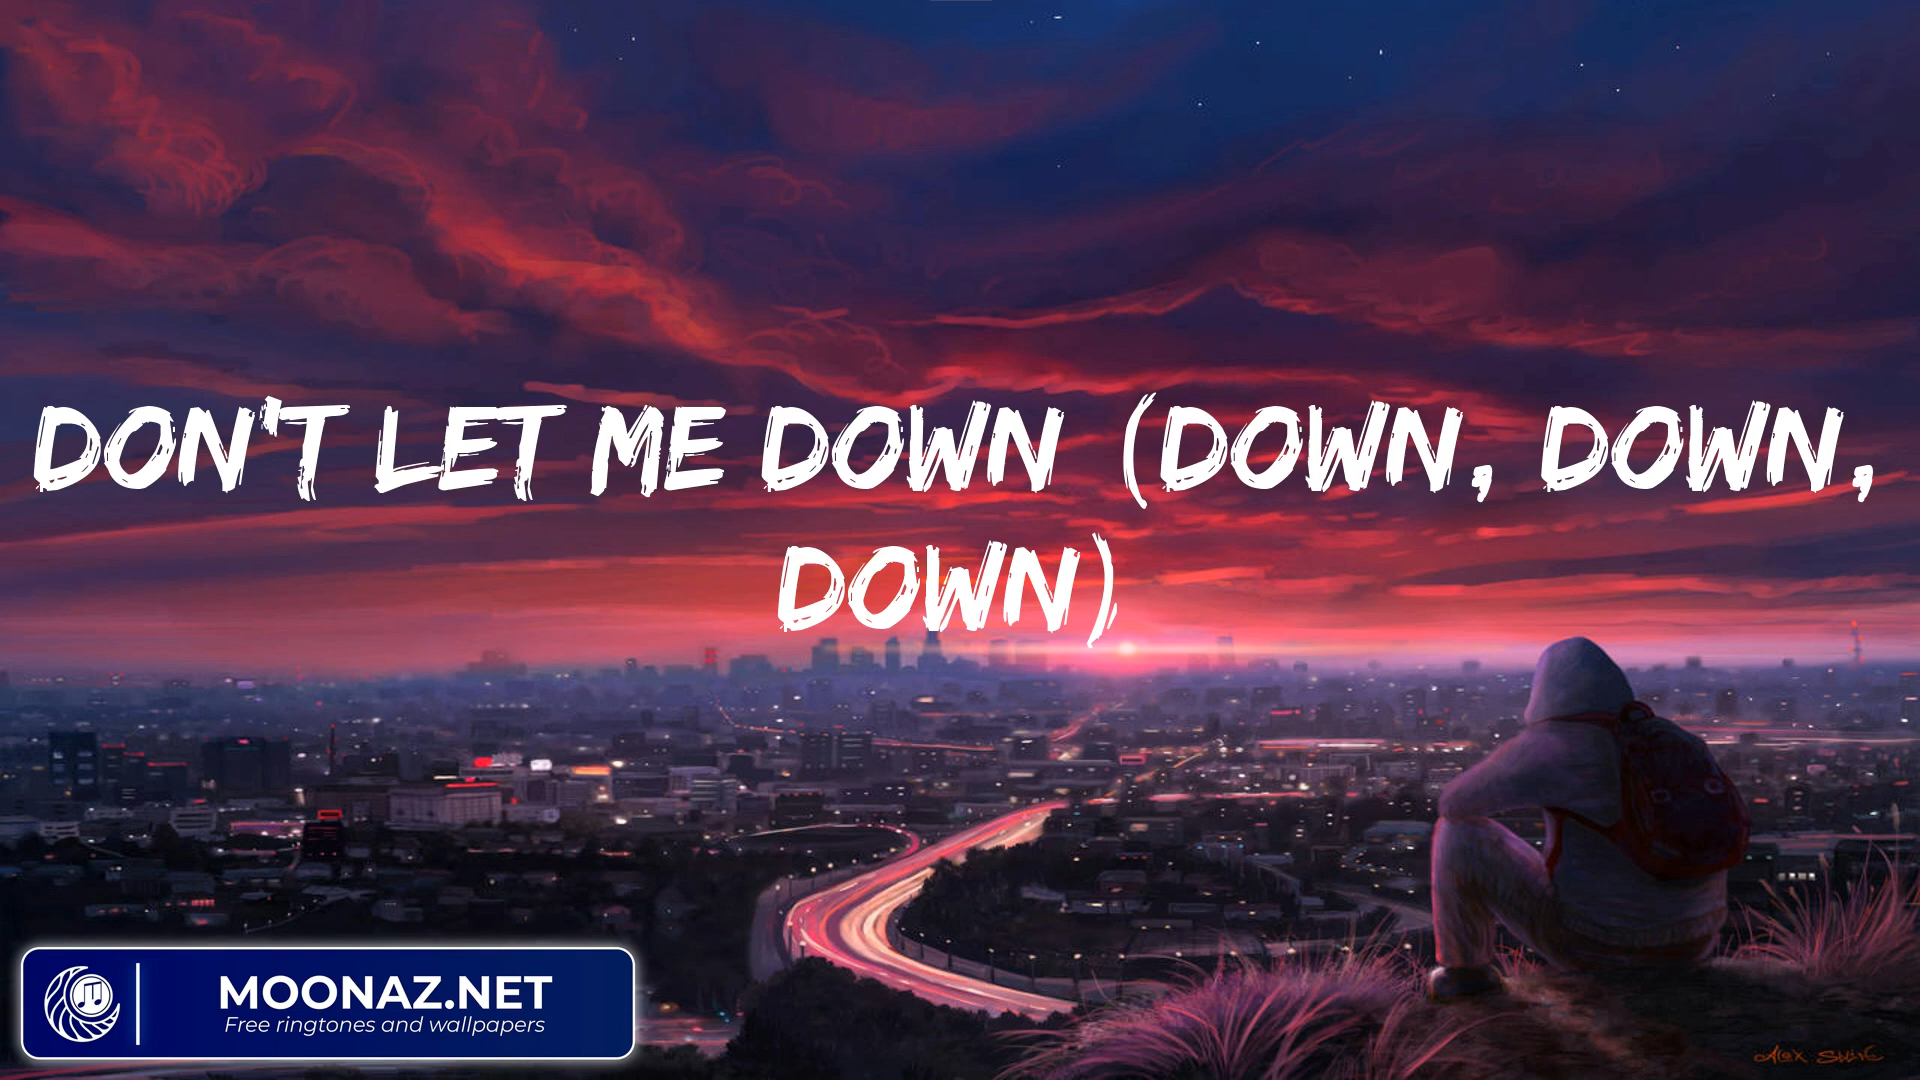 DON'T LET ME DOWN (DOWN, DOWN,
DOWN)
MOONAZ.NET
Free ringtones and wallpapers